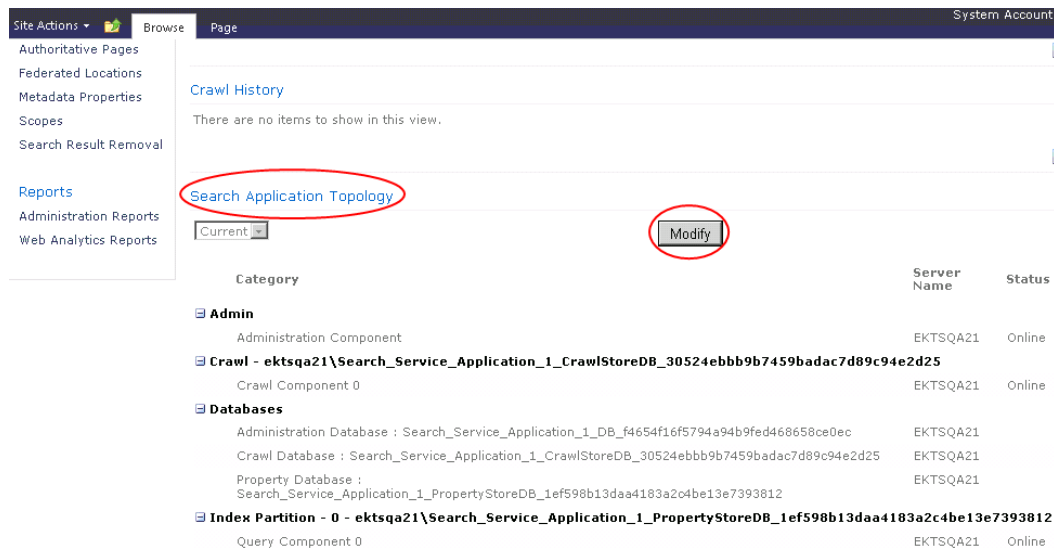 System Account
Site Actions
Browse
Page
Authoritative Pages
Federated Locations
Metadata Properties
Scopes
Search Result Removal
Reports
Administration Reports
Web Analytics Reports
Crawl History
There are no items to show in this view.
Search Application Topology
Current
Modify
Category
Server Name
Status
Admin
Administration Component EKTSQA21 Online
Crawl - ektsqa21\Search_Service_Application_1_CrawlStoreDB_30524ebbb9b7459badac7d89c94e2d25
Crawl Component 0 EKTSQA21 Online
Databases
Administration Database : Search_Service_Application_1_DB_f4654f16f5794a94b9fed468658ce0ec EKTSQA21
Crawl Database : Search_Service_Application_1_CrawlStoreDB_30524ebbb9b7459badac7d89c94e2d25 EKTSQA21
Property Database : EKTSQA21
Search_Service_Application_1_PropertyStoreDB_1ef598b13daa4183a2c4be13e7393812
Index Partition - 0 - ektsqa21\Search_Service_Application_1_PropertyStoreDB_1ef598b13daa4183a2c4be13e7393812
Query Component 0 EKTSQA21 Online